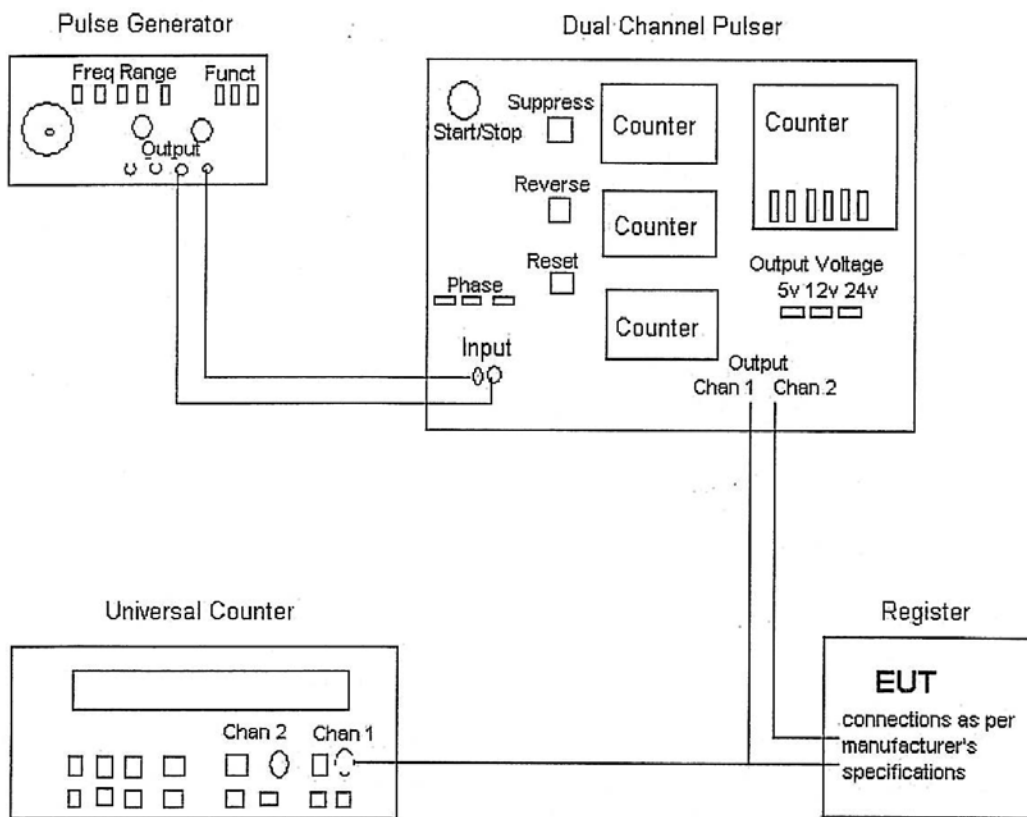 Pulse Generator
Freq Range
Funct
Output
Dual Channel Pulser
Start/Stop
Suppress
Reverse
Reset
Phase
Input
Counter
Counter
Counter
Counter
Output Voltage
5v 12v 24v
Output
Chan 1 Chan.2
Universal Counter
Chan 2 Chan 1
Register
EUT
connections as per
manufacturer's
specifications